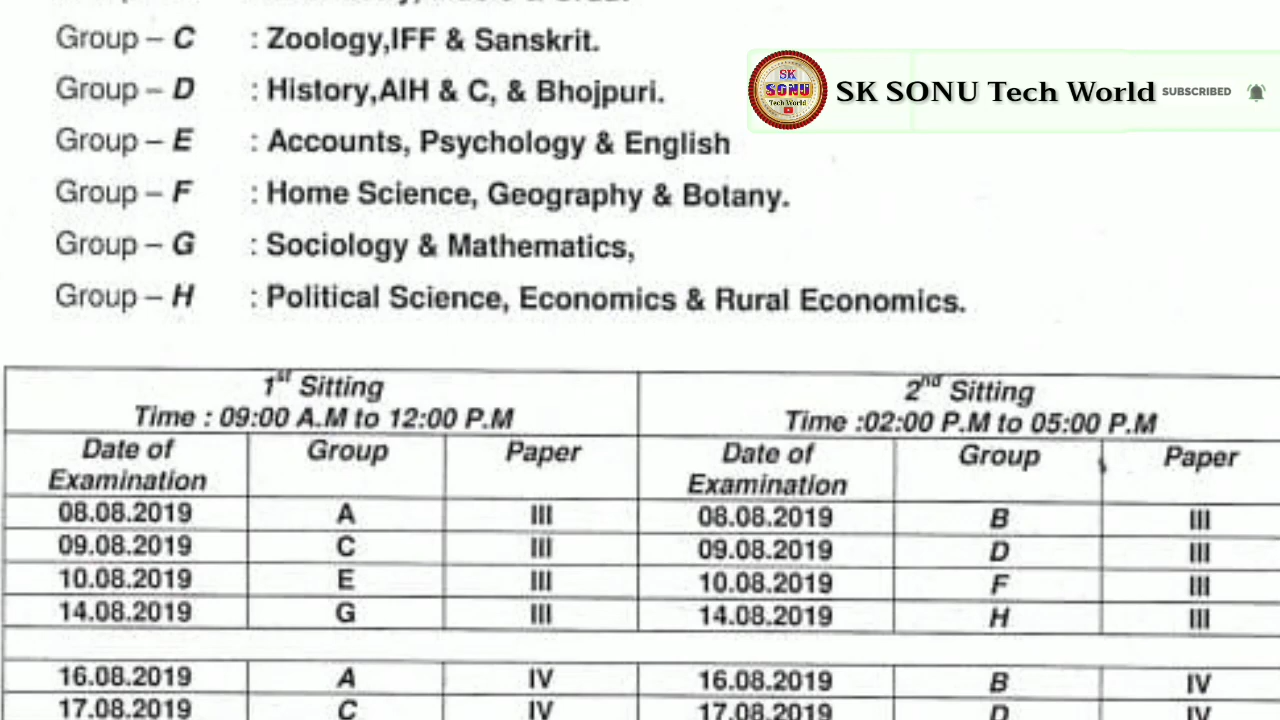 Group – C : Zoology,IFF & Sanskrit.
Group – D : History,AIH & C, & Bhojpuri.
Group – E : Accounts, Psychology & English
Group – F : Home Science, Geography & Botany.
Group – G : Sociology & Mathematics,
Group – H : Political Science, Economics & Rural Economics.
SK SONU Tech World
SK SONU Tech World SUBSCRIBED
1st Sitting 2nd Sitting
Time : 09:00 A.M to 12:00 P.M Time :02:00 P.M to 05:00 P.M
Date of Examination Group Paper Date of Examination Group Paper
08.08.2019 A III 08.08.2019 B III
09.08.2019 C III 09.08.2019 D III
10.08.2019 E III 10.08.2019 F III
14.08.2019 G III 14.08.2019 H III
16.08.2019 A IV 16.08.2019 B IV
17.08.2019 C IV 17.08.2019 D IV